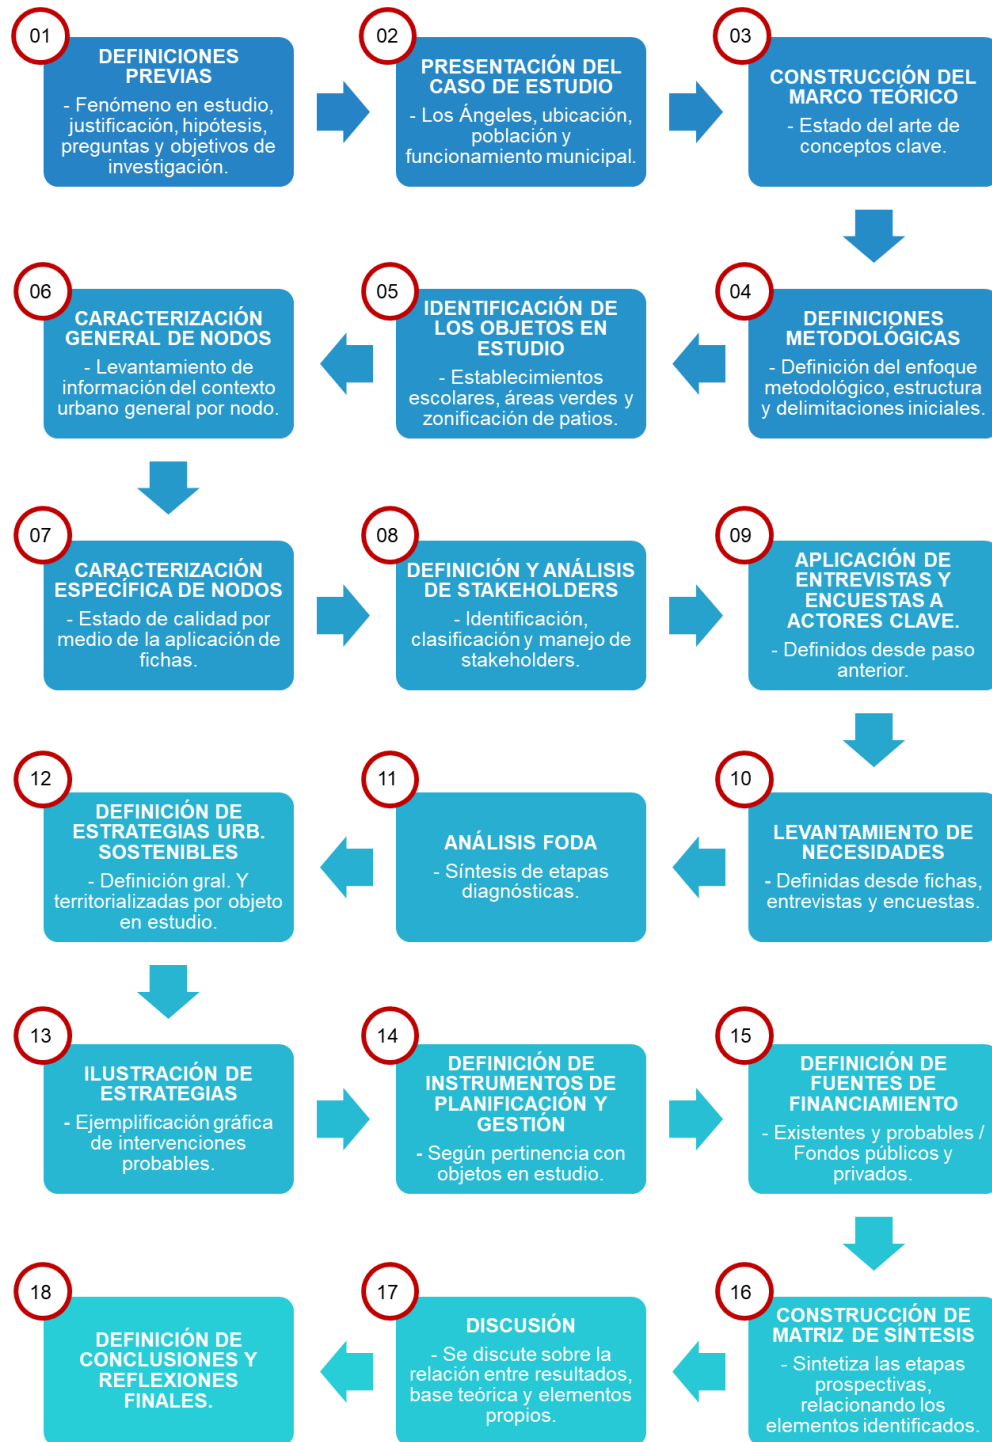 01
DEFINICIONES
PREVIAS
- Fenómeno en estudio,
justificación, hipótesis,
preguntas y objetivos de
investigación.
02
PRESENTACIÓN DEL
CASO DE ESTUDIO
- Los Ángeles, ubicación,
población y
funcionamiento municipal.
03
CONSTRUCCIÓN DEL
MARCO TEÓRICO
- Estado del arte de
conceptos clave.
04
DEFINICIONES
METODOLÓGICAS
- Definición del enfoque
metodológico, estructura
y delimitaciones iniciales.
05
IDENTIFICACIÓN DE
LOS OBJETOS EN
ESTUDIO
- Establecimientos
escolares, áreas verdes y
zonificación de patios.
06
CARACTERIZACIÓN
GENERAL DE NODOS
- Levantamiento de
información del contexto
urbano general por nodo.
07
CARACTERIZACIÓN
ESPECÍFICA DE NODOS
- Estado de calidad por
medio de la aplicación de
fichas.
08
DEFINICIÓN Y ANÁLISIS
DE STAKEHOLDERS
- Identificación,
clasificación y manejo de
stakeholders.
09
APLICACIÓN DE
ENTREVISTAS Y
ENCUESTAS A
ACTORES CLAVE.
- Definidos desde paso
anterior.
10
LEVANTAMIENTO DE
NECESIDADES
- Definidas desde fichas,
entrevistas y encuestas.
11
ANÁLISIS FODA
- Síntesis de etapas
diagnósticas.
12
DEFINICIÓN DE
ESTRATEGIAS URB.
SOSTENIBLES
- Definición gral. Y
territorializadas por objeto
en estudio.
13
ILUSTRACIÓN DE
ESTRATEGIAS
- Ejemplificación gráfica
de intervenciones
probables.
14
DEFINICIÓN DE
INSTRUMENTOS DE
PLANIFICACIÓN Y
GESTIÓN
- Según pertinencia con
objetos en estudio.
15
DEFINICIÓN DE
FUENTES DE
FINANCIAMIENTO
- Existentes y probables /
Fondos públicos y
privados.
16
CONSTRUCCIÓN DE
MATRIZ DE SÍNTESIS
- Sintetiza las etapas
prospectivas,
relacionando los
elementos identificados.
17
DISCUSIÓN
- Se discute sobre la
relación entre resultados,
base teórica y elementos
propios.
18
DEFINICIÓN DE
CONCLUSIONES Y
REFLEXIONES
FINALES.